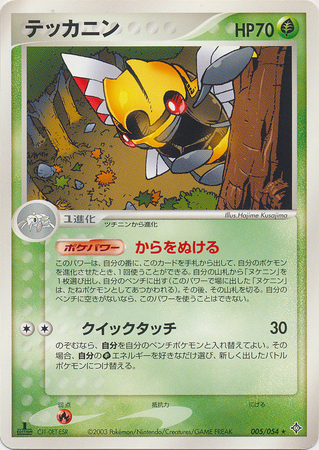 テッカニン HP70
Illus. Hajime Kusajima
1進化 ツチニンから進化
ポケパワー からをぬける
このパワーは、自分の番に、このカードを手札から出して、自分のポケモン
を進化させたとき、1回使うことができる。自分の山札から「ヌケニン」を
1枚選び出し、自分のベンチに出す(このパワーで場に出した「ヌケニン」
は、たねポケモンとしてあつかわれる)。その後、その山札を切る。自分の
ベンチに空きがないなら、このパワーを使うことはできない。
クイックタッチ 30
のぞむなら、自分を自分のベンチポケモンと入れ替えてよい。その
場合、自分のエネルギーを好きなだけ選び、新しく出したバトル
ポケモンにつけ替える。
弱点 抵抗力 にげる
©2003 Pokémon/Nintendo/Creatures/GAME FREAK 005/054 ★